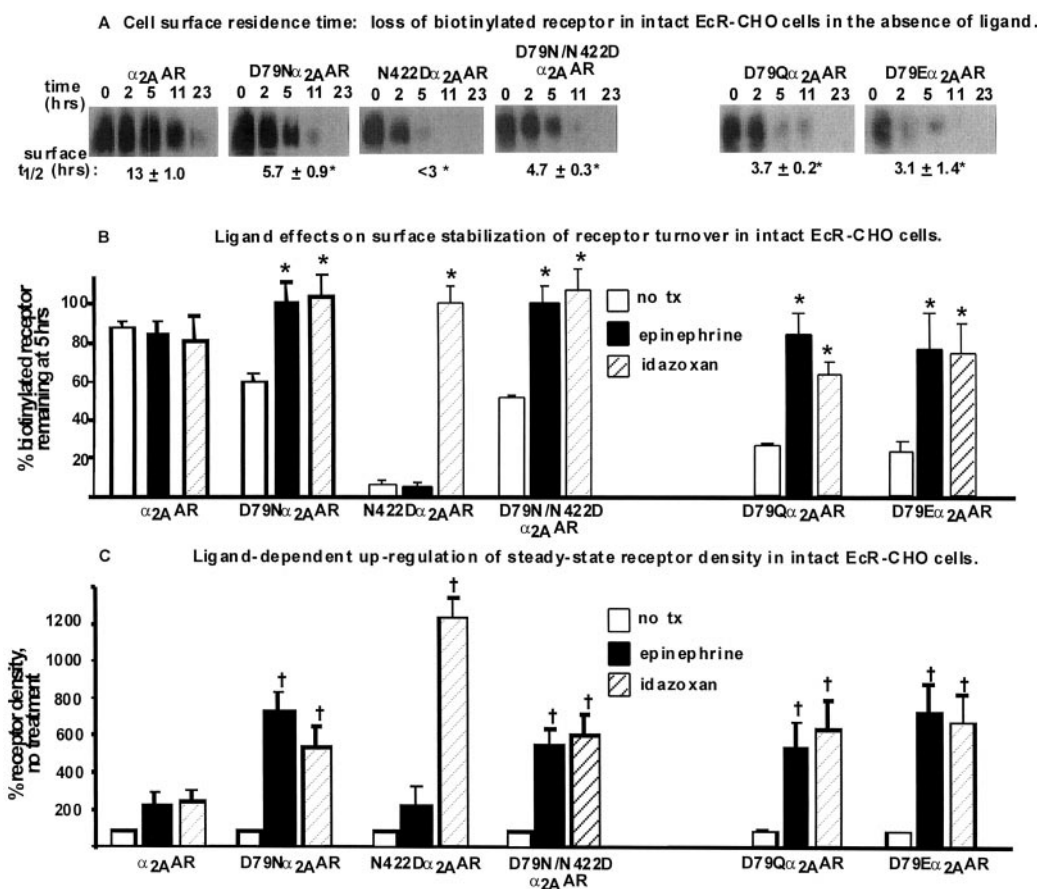 A Cell surface residence time: loss of biotinylated receptor in intact EcR-CHO cells in the absence of ligand.
α2AAR D79Nα2AAR N422Dα2AAR D79N/N422D α2AAR D79Qα2AAR D79Eα2AAR
time (hrs) 0 2 5 11 23 0 2 5 11 23 0 2 5 11 23 0 2 5 11 23 0 2 5 11 23 0 2 5 11 23
surface t1/2 (hrs): 13 ± 1.0 5.7 ± 0.9* <3 * 4.7 ± 0.3* 3.7 ± 0.2* 3.1 ± 1.4*
B Ligand effects on surface stabilization of receptor turnover in intact EcR-CHO cells.
% biotinylated receptor
remaining at 5 hrs
100
80
60
40
20
* * * * * * * * *
no tx
epinephrine
idazoxan
α2AAR D79Nα2AAR N422Dα2AAR D79N/N422D α2AAR D79Qα2AAR D79Eα2AAR
C Ligand-dependent up-regulation of steady-state receptor density in intact EcR-CHO cells.
% receptor density,
no treatment
1200
1000
800
600
400
200
† † † † † † † † †
no tx
epinephrine
idazoxan
α2AAR D79Nα2AAR N422Dα2AAR D79N/N422D α2AAR D79Qα2AAR D79Eα2AAR